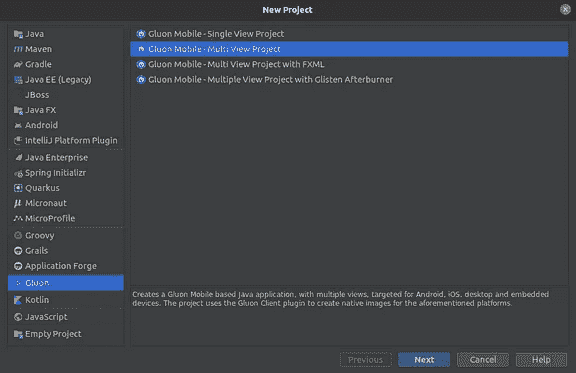 New Project
Java
Maven
Gradle
Java EE (Legacy)
JBoss
Java FX
Android
IntelliJ Platform Plugin
Java Enterprise
Spring Initializr
Quarkus
Micronaut
MicroProfile
Groovy
Grails
Application Forge
Gluon
Kotlin
JavaScript
Empty Project
Gluon Mobile - Single View Project
Gluon Mobile - Multi View Project
Gluon Mobile - Multi View Project with FXML
Gluon Mobile - Multiple View Project with Glisten Afterburner
Creates a Gluon Mobile based Java application, with multiple views, targeted for Android, iOS, desktop and embedded
devices. The project uses the Gluon Client plugin to create native images for the aforementioned platforms.
Previous
Next
Cancel
Help